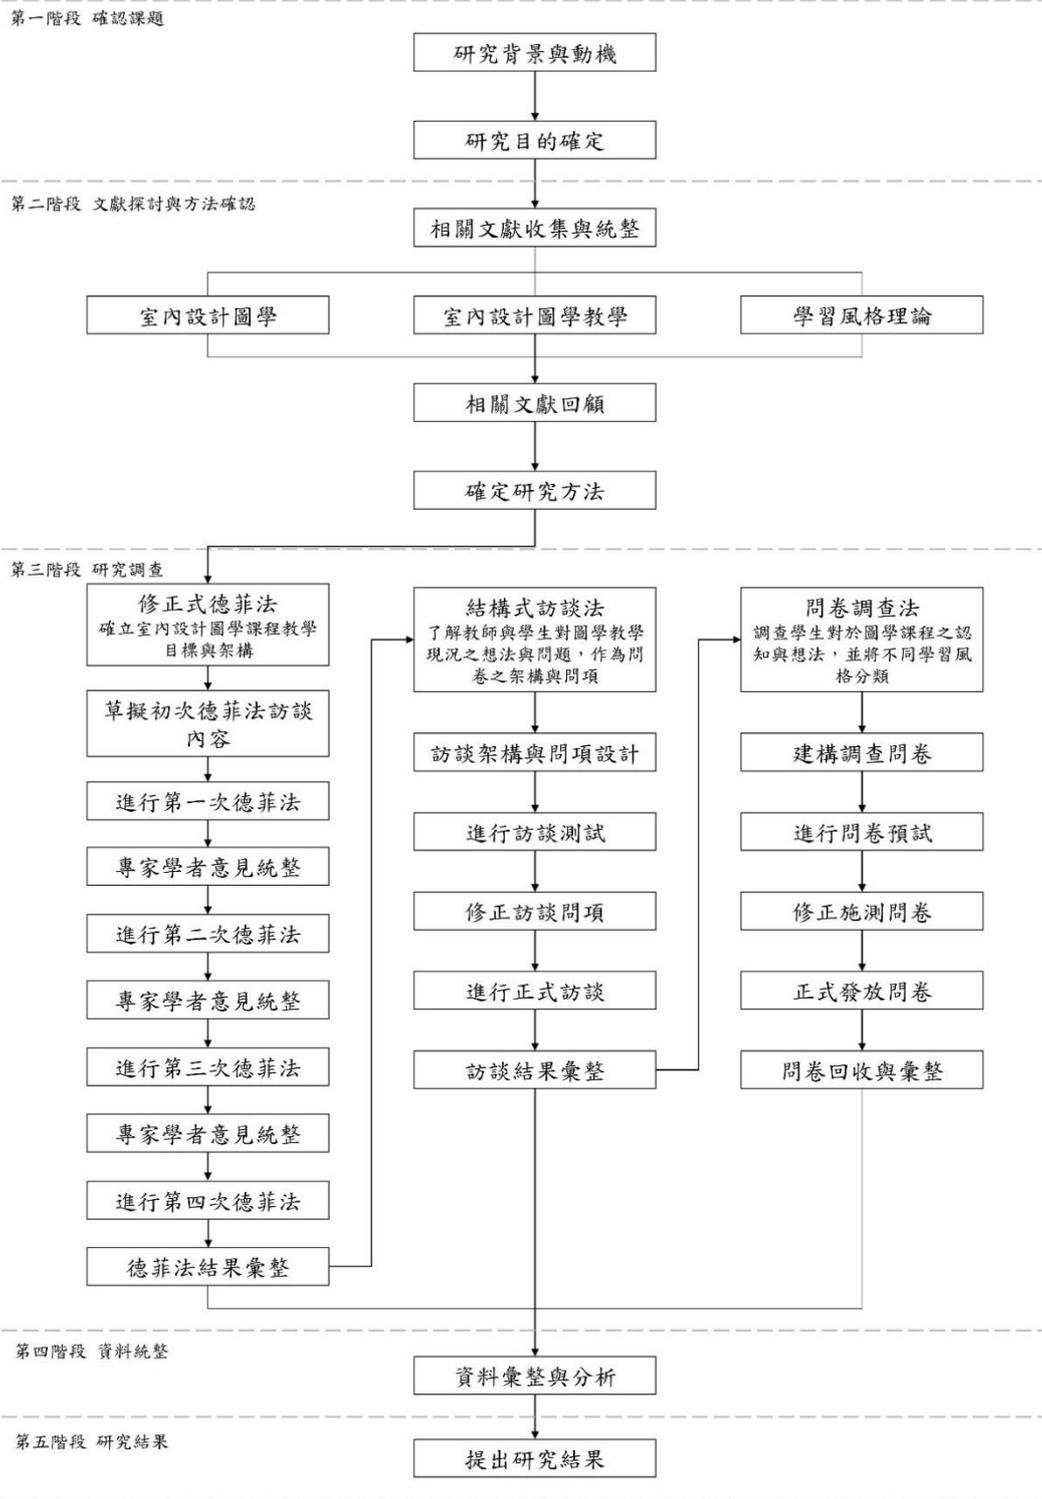 第一階段 確認課題
研究背景與動機
研究目的確定
第二階段 文獻探討與方法確認
相關文獻收集與統整
室內設計圖學
室內設計圖學教學
學習風格理論
相關文獻回顧
確定研究方法
第三階段 研究調查
修正式德菲法
確立室內設計圖學課程教學
目標與架構
草擬初次德菲法訪談
內容
進行第一次德菲法
專家學者意見統整
進行第二次德菲法
專家學者意見統整
進行第三次德菲法
專家學者意見統整
進行第四次德菲法
德菲法結果彙整
結構式訪談法
了解教師與學生對圖學教學
現況之想法與問題，作為問
卷之架構與問項
訪談架構與問項設計
進行訪談測試
修正訪談問項
進行正式訪談
訪談結果彙整
問卷調查法
調查學生對於圖學課程之認
知與想法，並將不同學習風
格分類
建構調查問卷
進行問卷預試
修正施測問卷
正式發放問卷
問卷回收與彙整
第四階段 資料統整
資料彙整與分析
第五階段 研究結果
提出研究結果